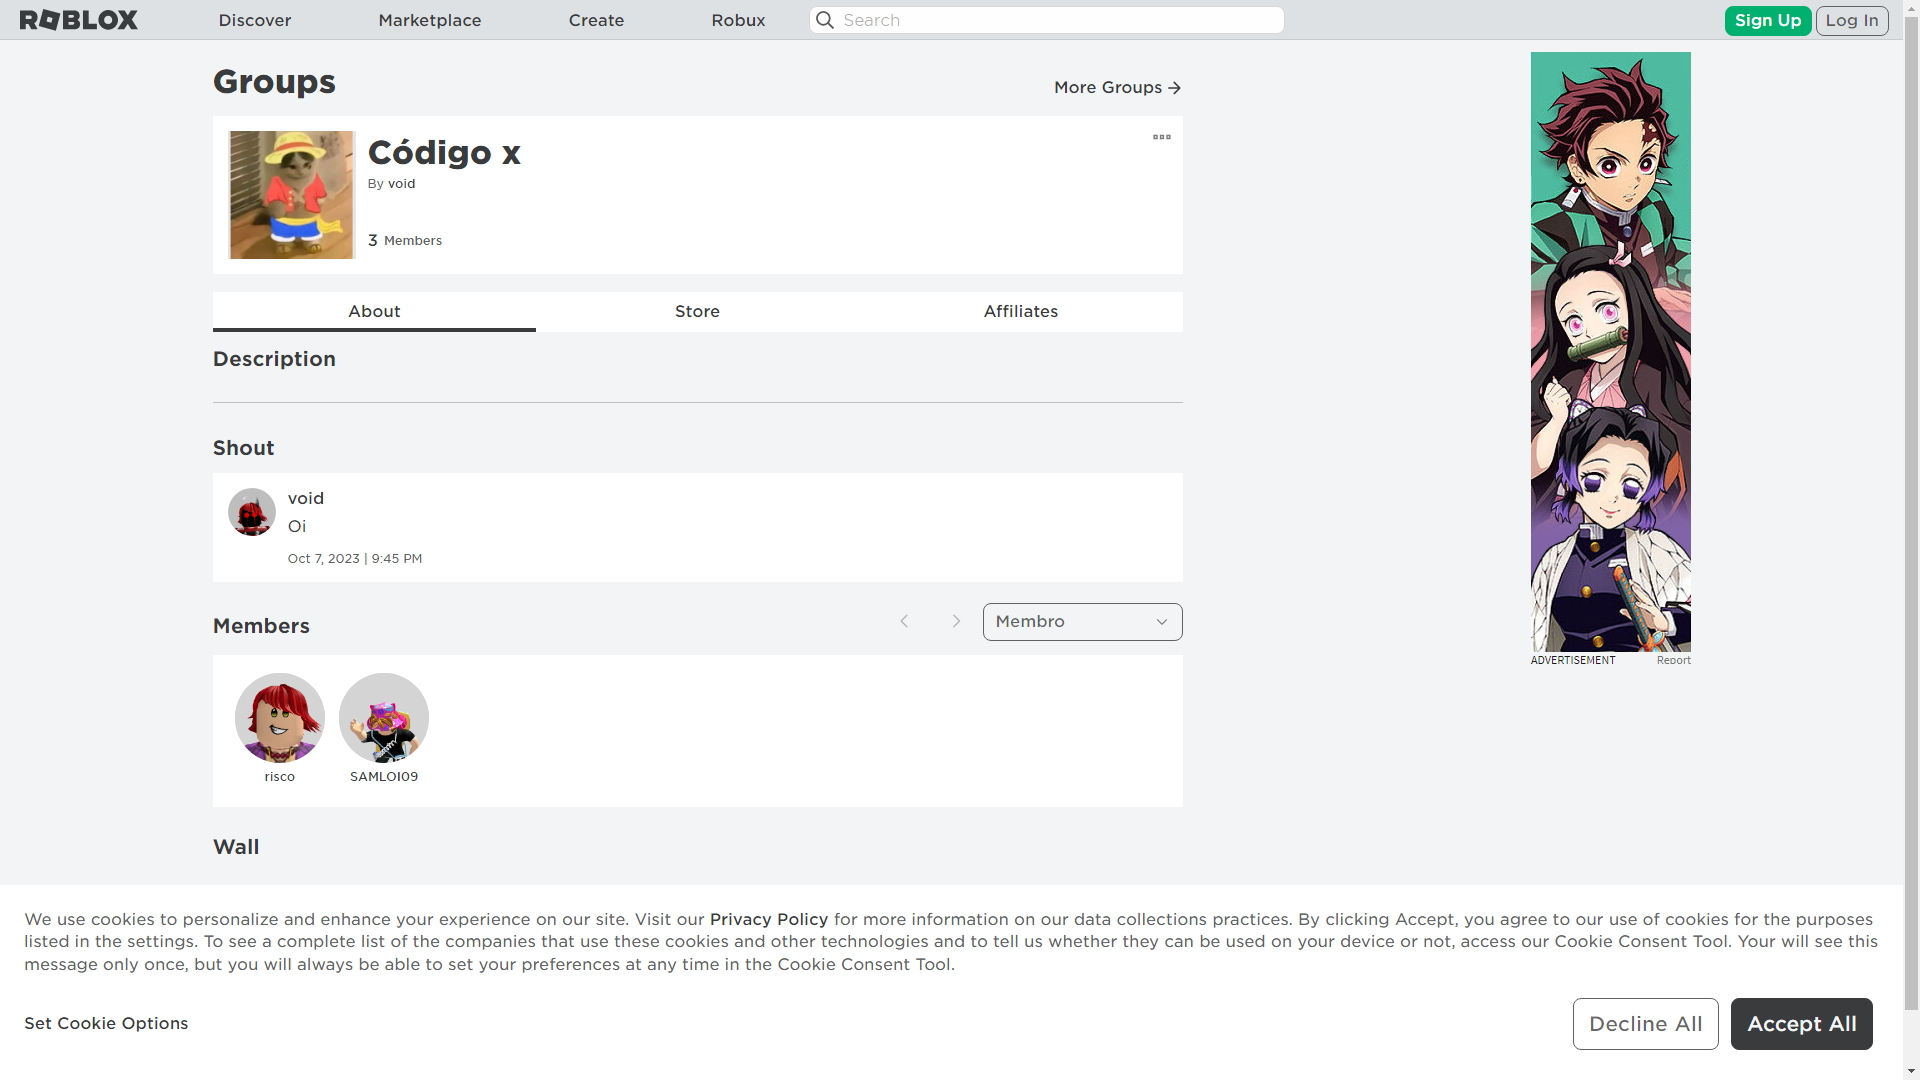 ROBLOX
Discover
Marketplace
Create
Robux
Search
Sign Up
Log In
Groups
More Groups
Código x
By void
3 Members
About
Store
Affiliates
Description
Shout
void
Oi
Oct 7, 2023 | 9:45 PM
Members
Membro
risco
SAMLOI09
Wall
ADVERTISEMENT
Report
We use cookies to personalize and enhance your experience on our site. Visit our Privacy Policy for more information on our data collections practices. By clicking Accept, you agree to our use of cookies for the purposes
listed in the settings. To see a complete list of the companies that use these cookies and other technologies and to tell us whether they can be used on your device or not, access our Cookie Consent Tool. Your will see this
message only once, but you will always be able to set your preferences at any time in the Cookie Consent Tool.
Set Cookie Options
Decline All
Accept All